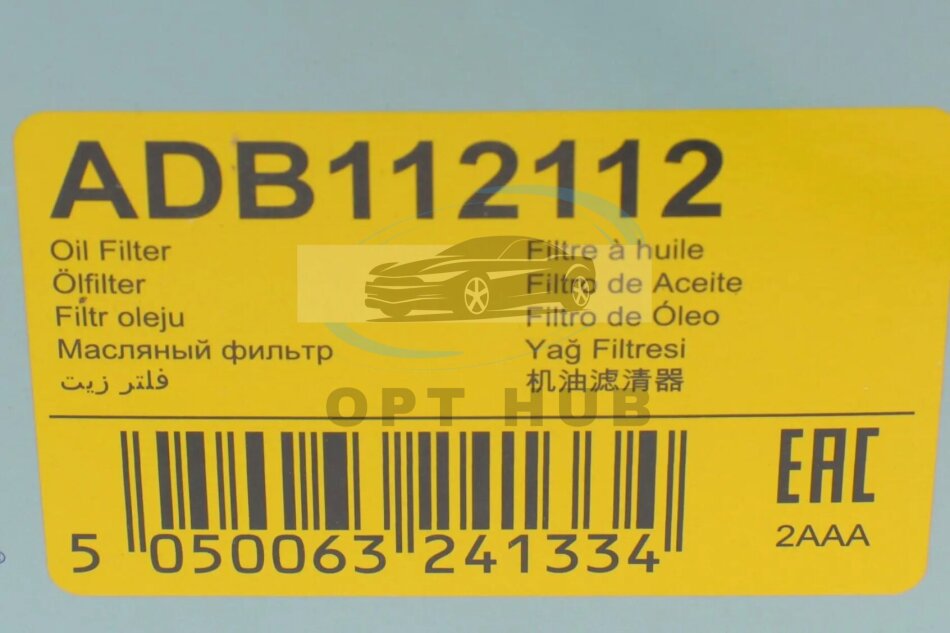 ADB112112
Oil Filter
Ölfilter
Filtr oleju
Масляный фильтр
فلتر زيت
Filtre à huile
Filtro de Aceite
Filtro de Óleo
Yağ Filtresi
机油滤清器
OPT HUB
5 050063 241334
EAC
2AAA